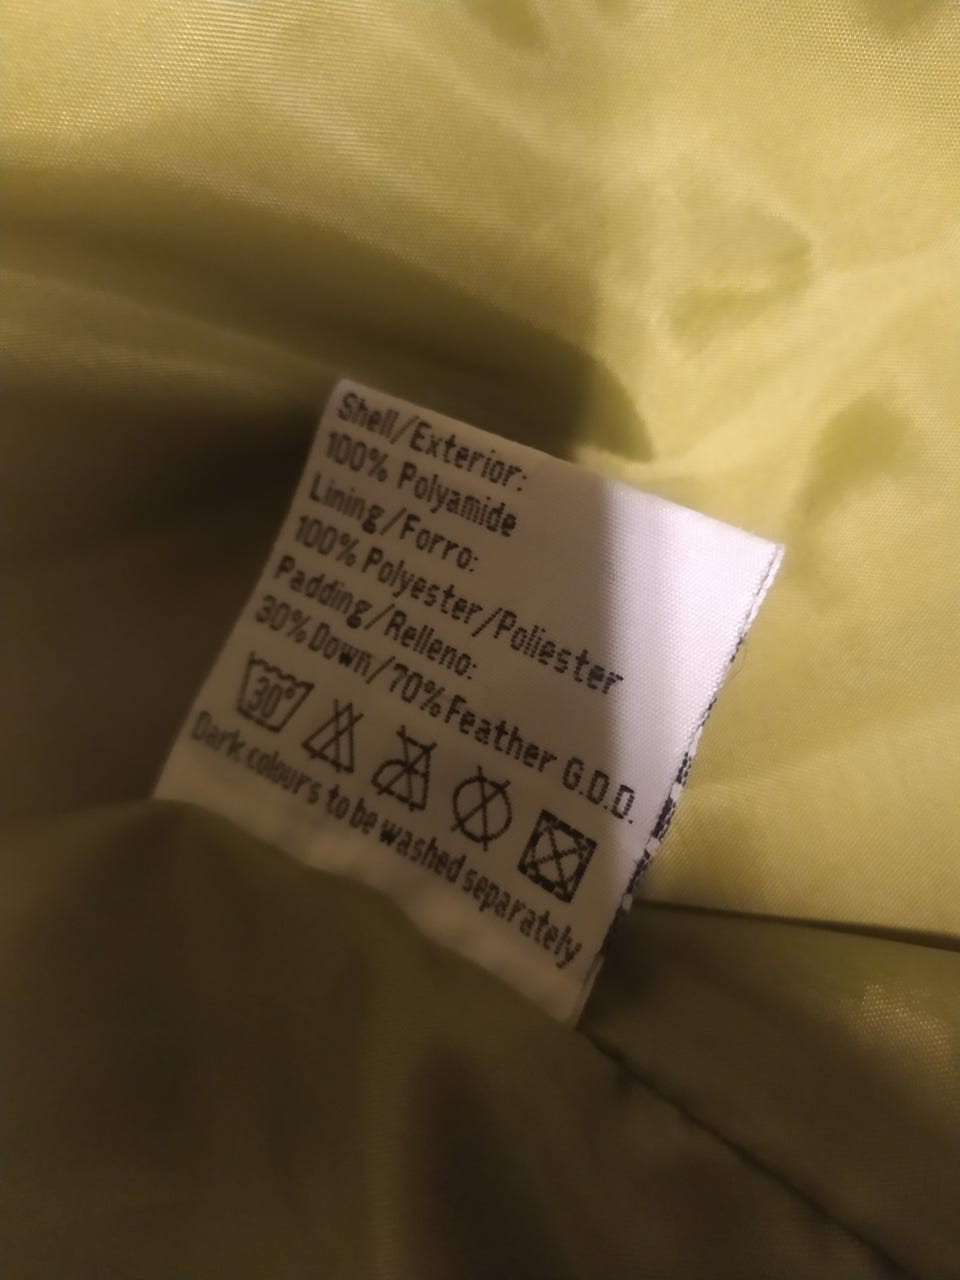 Shell/Exterior:
100% Polyamide
Lining/Forro:
100% Polyester/Poliester
Padding/Relleno:
30%Down/70%Feather G.D.D.
30°
Dark colours to be washed separately